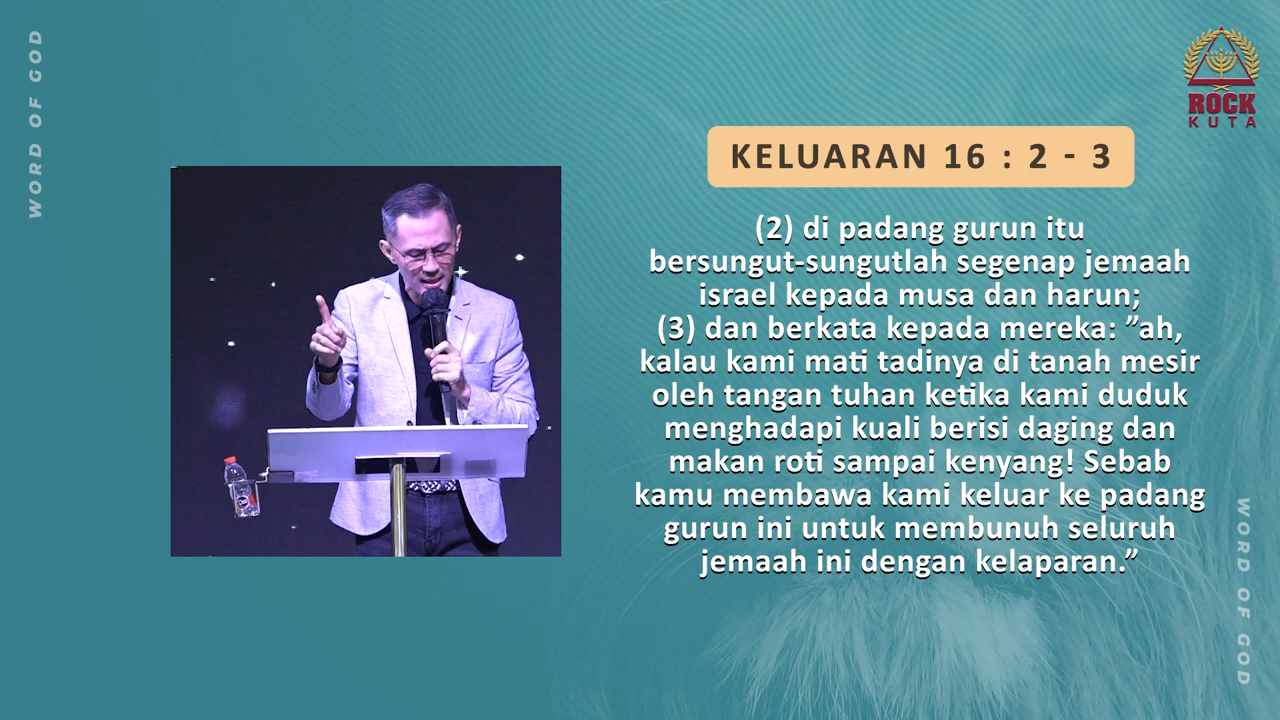 WORD OF GOD
ROCK
KUTA
KELUARAN 16 : 2 - 3
(2) di padang gurun itu
bersungut-sungutlah segenap jemaah
israel kepada musa dan harun;
(3) dan berkata kepada mereka: ”ah,
kalau kami mati tadinya di tanah mesir
oleh tangan tuhan ketika kami duduk
menghadapi kuali berisi daging dan
makan roti sampai kenyang! Sebab
kamu membawa kami keluar ke padang
gurun ini untuk membunuh seluruh
jemaah ini dengan kelaparan.”
WORD OF GOD